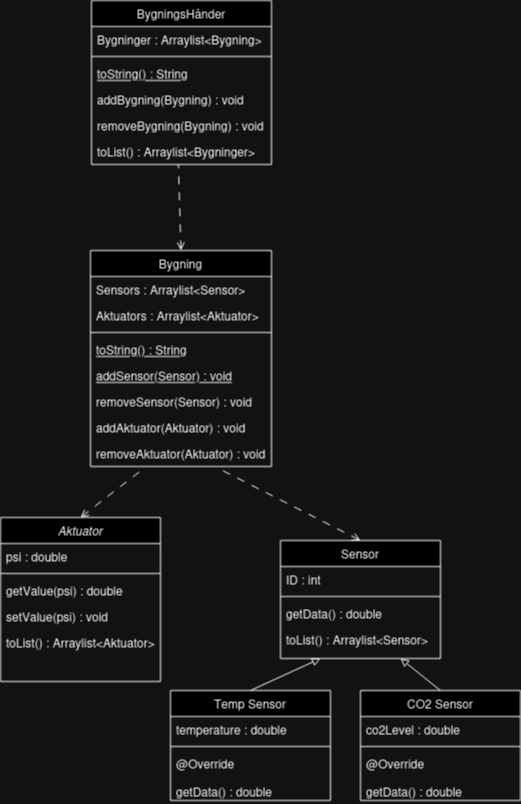 BygningsHånder
Bygninger : Arraylist<Bygning>
toString() : String
addBygning(Bygning) : void
removeBygning(Bygning) : void
toList() : Arraylist<Bygninger>
Bygning
Sensors : Arraylist<Sensor>
Aktuators : Arraylist<Aktuator>
toString() : String
addSensor(Sensor) : void
removeSensor(Sensor) : void
addAktuator(Aktuator) : void
removeAktuator(Aktuator) : void
Aktuator
psi : double
getValue(psi) : double
setValue(psi) : void
toList() : Arraylist<Aktuator>
Sensor
ID : int
getData() : double
toList() : Arraylist<Sensor>
Temp Sensor
temperature : double
@Override
getData() : double
CO2 Sensor
co2Level : double
@Override
getData() : double